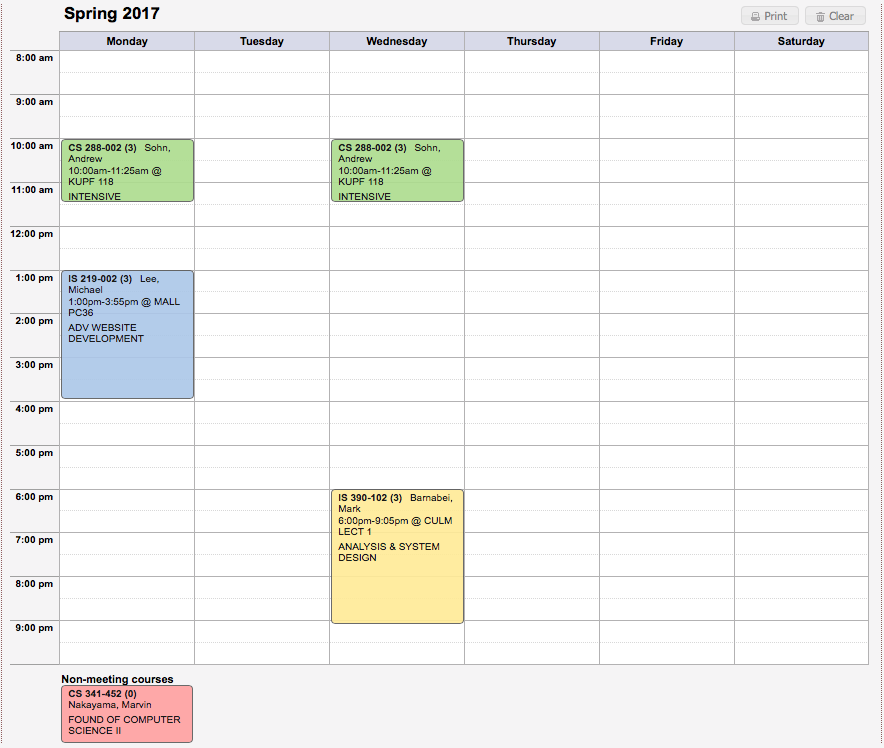 Spring 2017
Print
Clear
Monday
Tuesday
Wednesday
Thursday
Friday
Saturday
8:00 am
9:00 am
10:00 am
11:00 am
12:00 pm
1:00 pm
2:00 pm
3:00 pm
4:00 pm
5:00 pm
6:00 pm
7:00 pm
8:00 pm
9:00 pm
CS 288-002 (3) Sohn,
Andrew
10:00am-11:25am @
KUPF 118
INTENSIVE
CS 288-002 (3) Sohn,
Andrew
10:00am-11:25am @
KUPF 118
INTENSIVE
IS 219-002 (3) Lee,
Michael
1:00pm-3:55pm @ MALL
PC36
ADV WEBSITE
DEVELOPMENT
IS 390-102 (3) Barnabei,
Mark
6:00pm-9:05pm @ CULM
LECT 1
ANALYSIS & SYSTEM
DESIGN
Non-meeting courses
CS 341-452 (0)
Nakayama, Marvin
FOUND OF COMPUTER
SCIENCE II